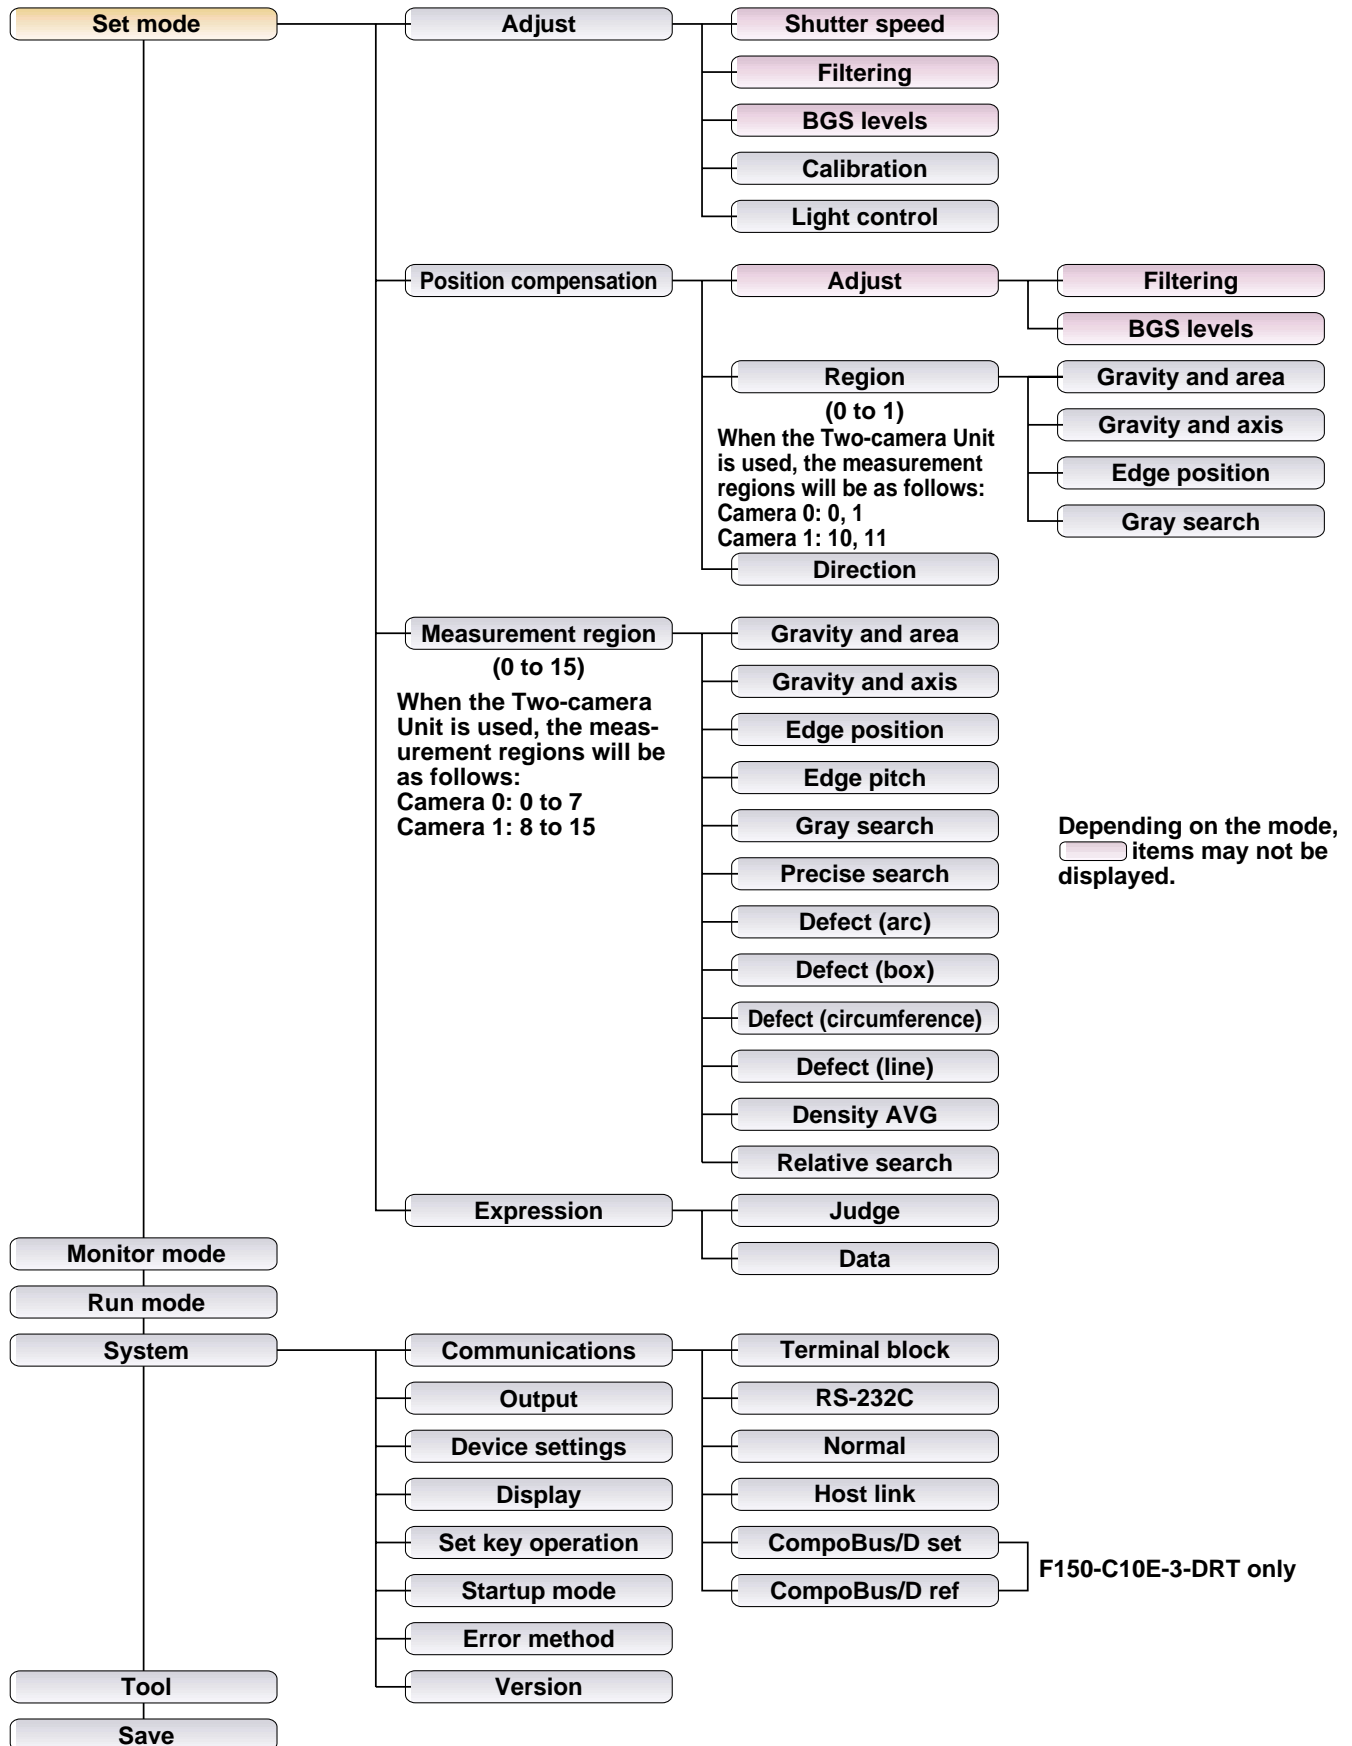 Set mode
Adjust
Shutter speed
Filtering
BGS levels
Calibration
Light control
Position compensation
Adjust
Filtering
BGS levels
Region
(0 to 1)
When the Two-camera Unit
is used, the measurement
regions will be as follows:
Camera 0: 0, 1
Camera 1: 10, 11
Gravity and area
Gravity and axis
Edge position
Gray search
Direction
Measurement region
(0 to 15)
When the Two-camera
Unit is used, the meas-
urement regions will be
as follows:
Camera 0: 0 to 7
Camera 1: 8 to 15
Gravity and area
Gravity and axis
Edge position
Edge pitch
Gray search
Precise search
Defect (arc)
Defect (box)
Defect (circumference)
Defect (line)
Density AVG
Relative search
Depending on the mode,
items may not be
displayed.
Expression
Judge
Data
Monitor mode
Run mode
System
Communications
Terminal block
RS-232C
Normal
Host link
CompoBus/D set
CompoBus/D ref
F150-C10E-3-DRT only
Output
Device settings
Display
Set key operation
Startup mode
Error method
Version
Tool
Save